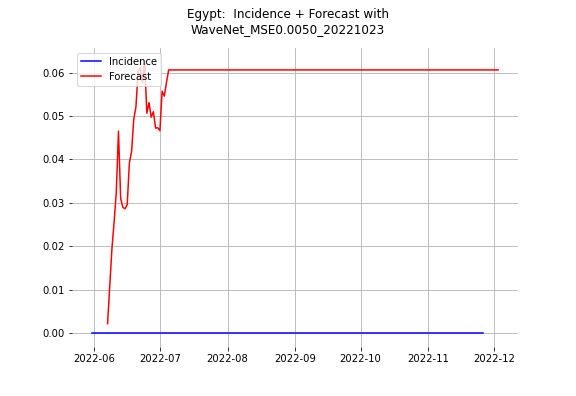 Egypt:  Incidence + Forecast with
WaveNet_MSE0.0050_20221023
Incidence
Forecast
0.06
0.05
0.04
0.03
0.02
0.01
0.00
2022-06 2022-07 2022-08 2022-09 2022-10 2022-11 2022-12